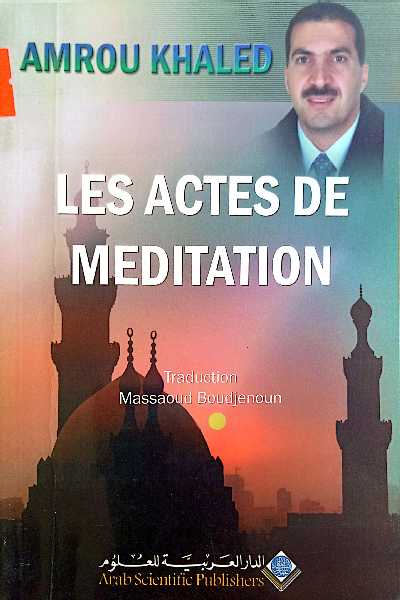 AMROU KHALED
LES ACTES DE
MEDITATION
Traduction
Massaoud Boudjenoun
الدار العربية للعلوم
Arab Scientific Publishers